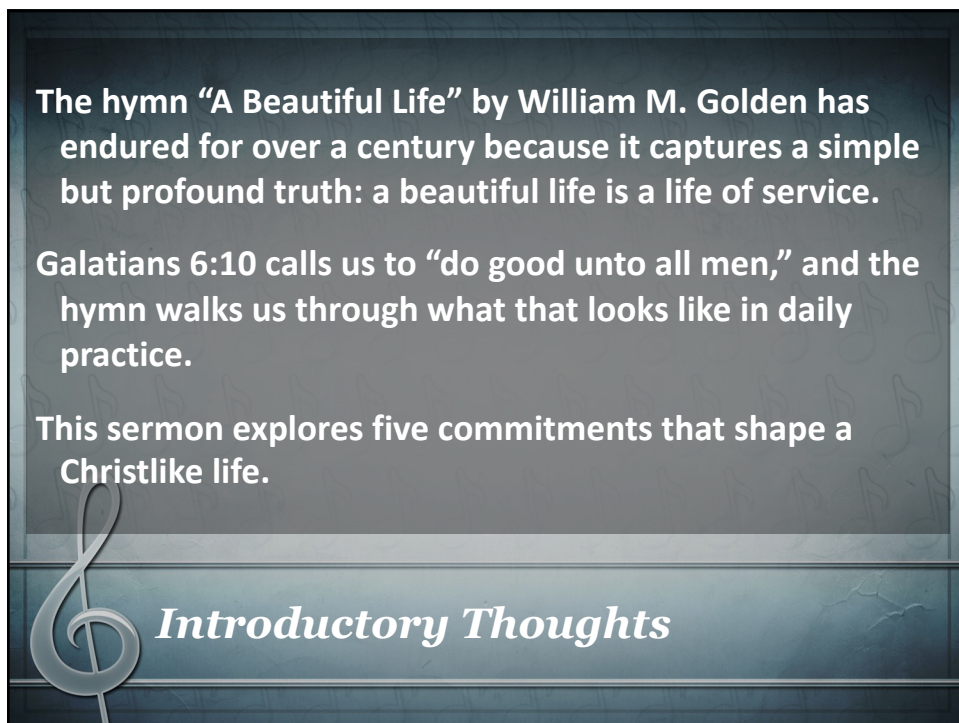 The hymn “A Beautiful Life” by William M. Golden has
endured for over a century because it captures a simple
but profound truth: a beautiful life is a life of service.
Galatians 6:10 calls us to “do good unto all men,” and the
hymn walks us through what that looks like in daily
practice.
This sermon explores five commitments that shape a
Christlike life.
Introductory Thoughts